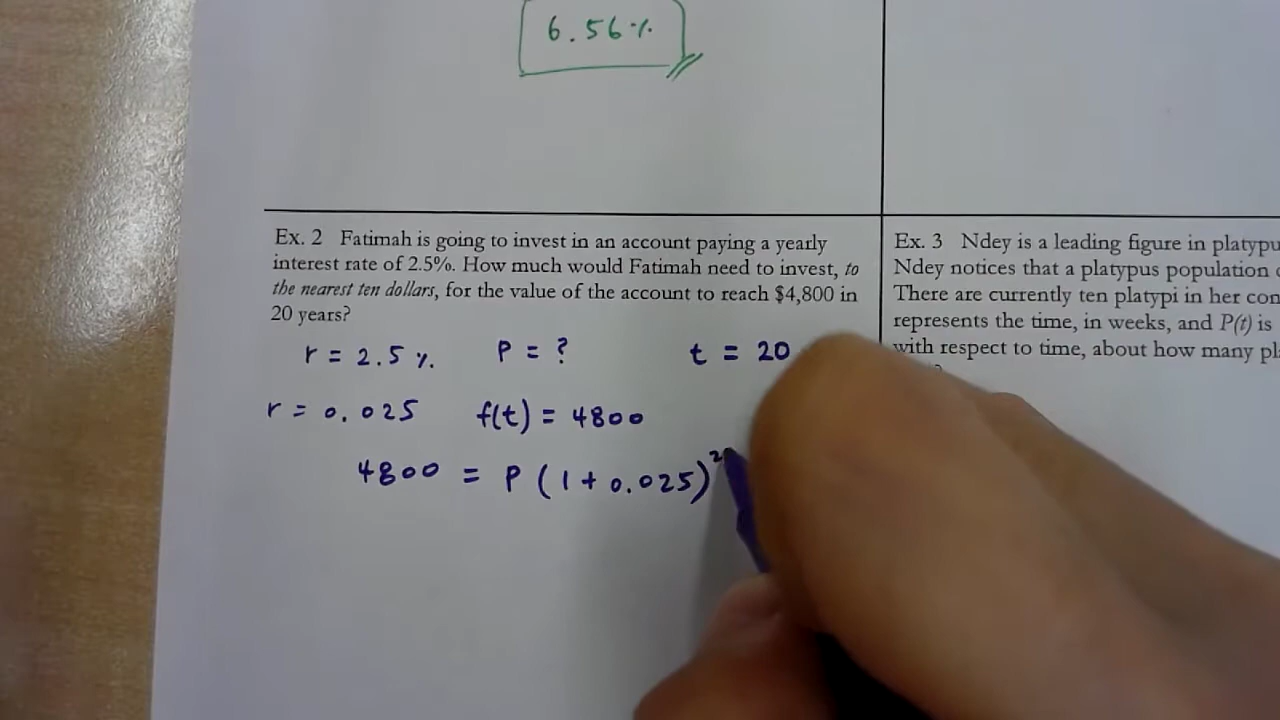 6.56%
Ex. 2 Fatimah is going to invest in an account paying a yearly
interest rate of 2.5%. How much would Fatimah need to invest, to
the nearest ten dollars, for the value of the account to reach $4,800 in
20 years?
r = 2.5 %. P = ? t = 20
r = 0.025 f(t) = 4800
4800 = P (1 + 0.025)^2
Ex. 3 Ndey is a leading figure in
Ndey notices that a platypus population
There are currently ten platypi in her
represents the time, in weeks, and P(t) is
with respect to time, about how many